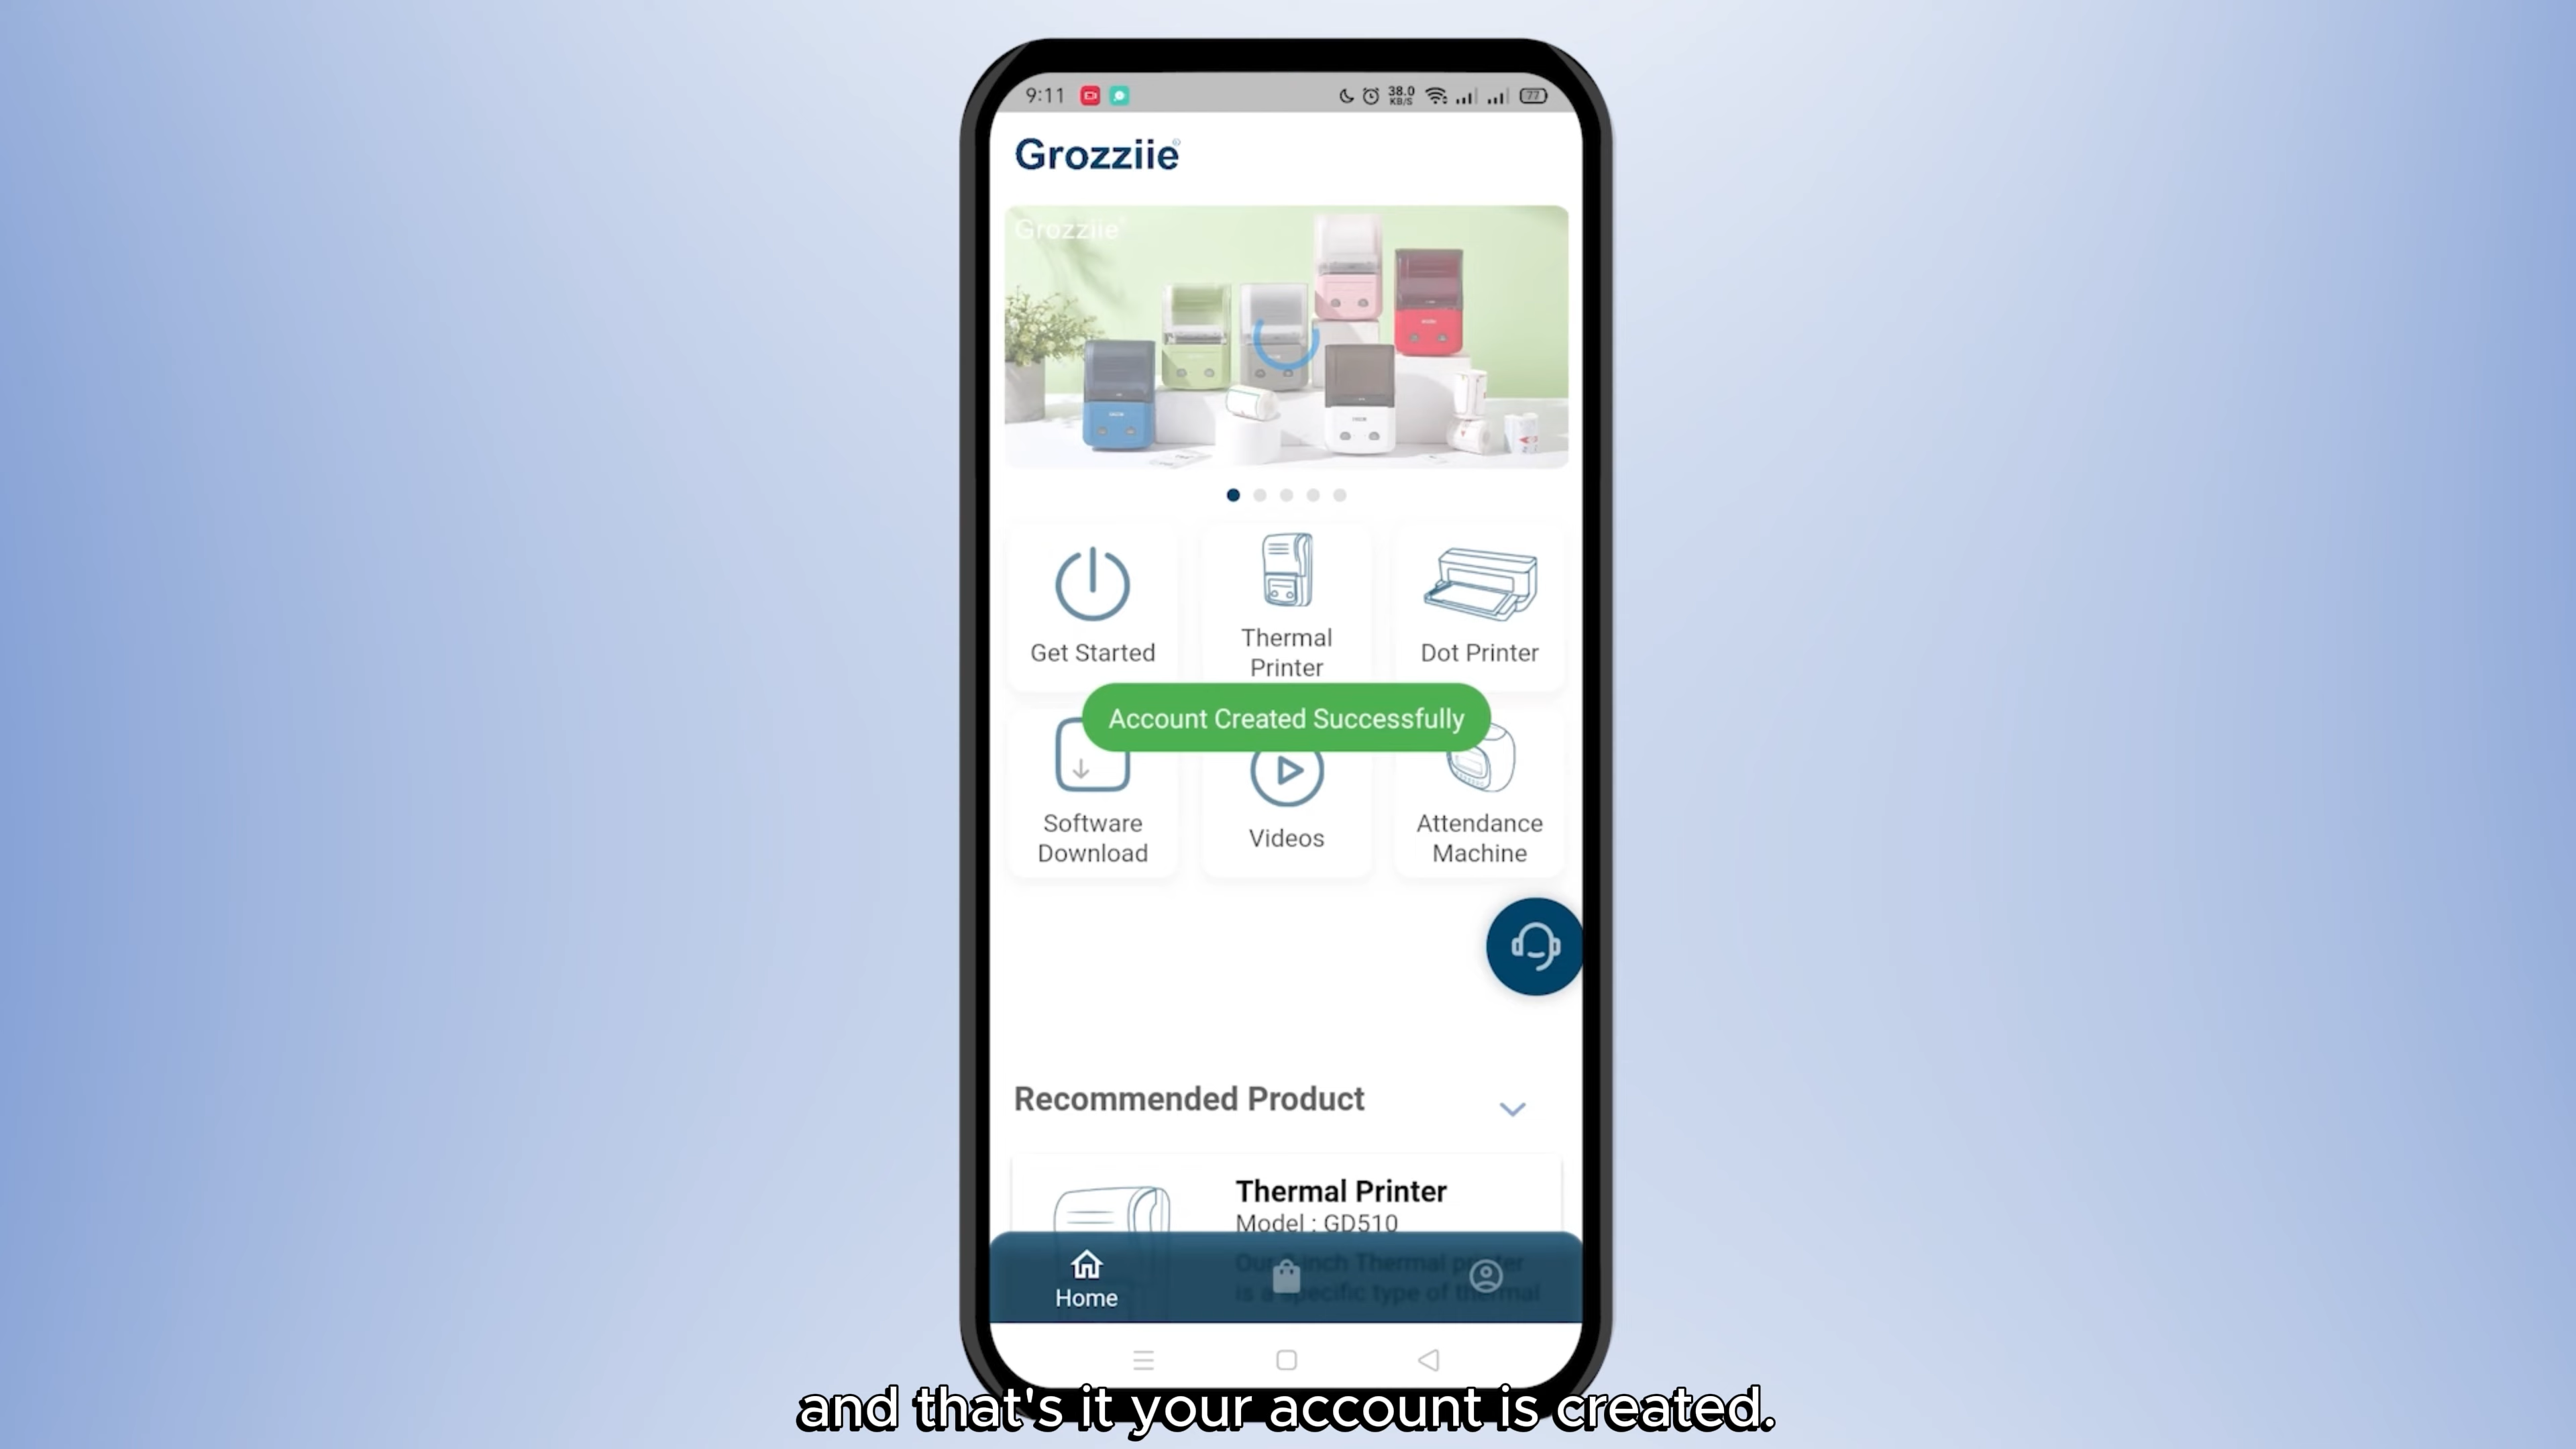 9:11
38.0
KB/S
77
Grozziie®
Grozziie
Get Started
Thermal
Printer
Dot Printer
Account Created Successfully
Software
Download
Videos
Attendance
Machine
Recommended Product
Thermal Printer
Model : GD510
inch Thermal printer
is a specific type of thermal
Home
and that's it your account is created.